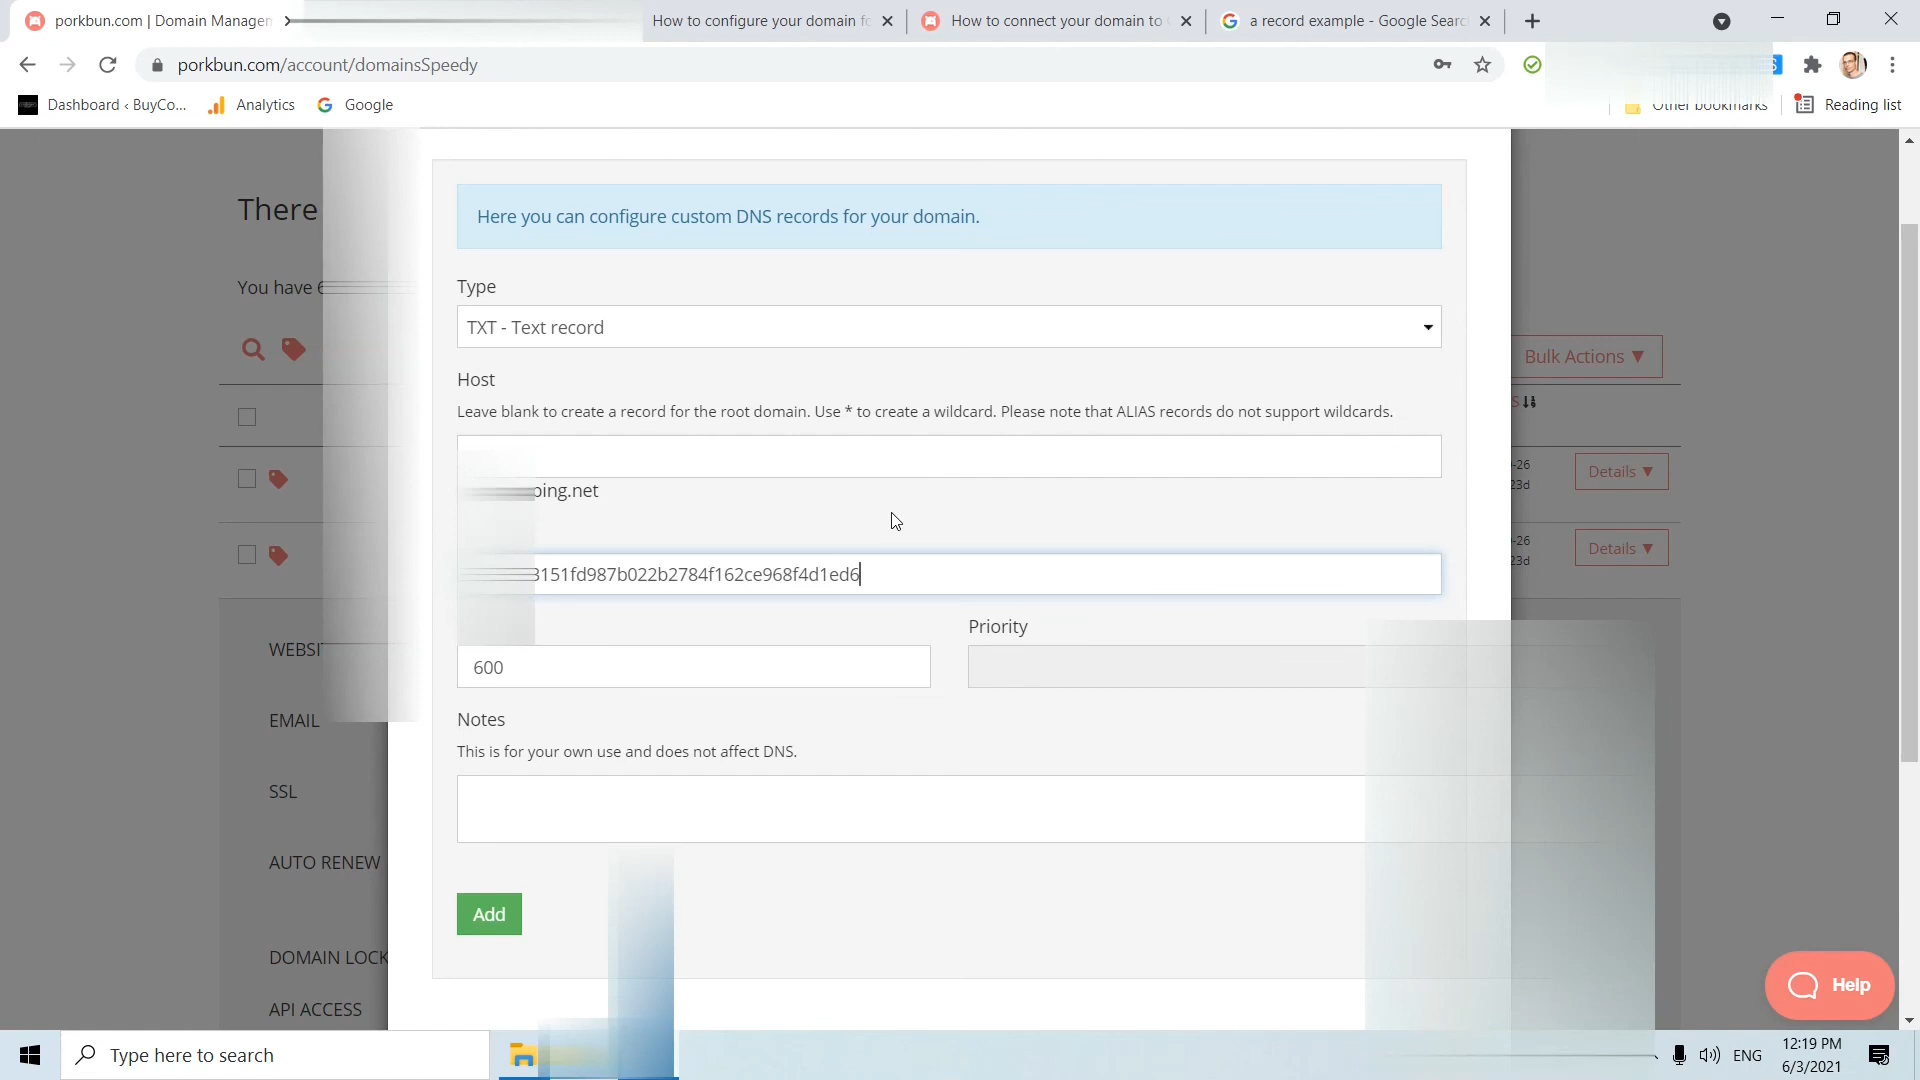 porkbun.com | Domain Managem
How to configure your domain fo
How to connect your domain to
a record example - Google Searc
porkbun.com/account/domainsSpeedy
Dashboard ‹ BuyCo...
Analytics
Google
Other bookmarks
Reading list
There
You have 6
Here you can configure custom DNS records for your domain.
Type
TXT - Text record
Bulk Actions ▼
Host
Leave blank to create a record for the root domain. Use * to create a wildcard. Please note that ALIAS records do not support wildcards.
ping.net
-26
23d
Details ▼
3151fd987b022b2784f162ce968f4d1ed6
-26
23d
Details ▼
Priority
600
WEBSIT
EMAIL
Notes
This is for your own use and does not affect DNS.
SSL
AUTO RENEW
Add
DOMAIN LOCK
API ACCESS
Help
Type here to search
ENG
12:19 PM
6/3/2021